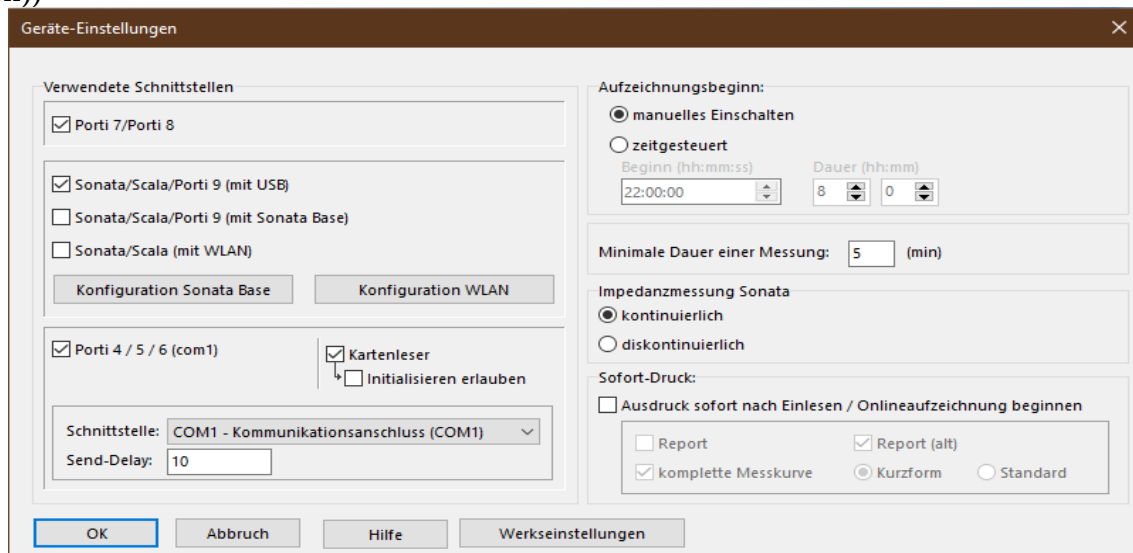 Geräte-Einstellungen
Verwendete Schnittstellen
Porti 7/Porti 8
Sonata/Scala/Porti 9 (mit USB)
Sonata/Scala/Porti 9 (mit Sonata Base)
Sonata/Scala (mit WLAN)
Konfiguration Sonata Base
Konfiguration WLAN
Porti 4 / 5 / 6 (com1)
Kartenleser
Initialisieren erlauben
Schnittstelle: COM1 - Kommunikationsanschluss (COM1)
Send-Delay: 10
Aufzeichnungsbeginn:
manuelles Einschalten
zeitgesteuert
Beginn (hh:mm:ss) Dauer (hh:mm)
22:00:00 8 0
Minimale Dauer einer Messung: 5 (min)
Impedanzmessung Sonata
kontinuierlich
diskontinuierlich
Sofort-Druck:
Ausdruck sofort nach Einlesen / Onlineaufzeichnung beginnen
Report Report (alt)
komplette Messkurve Kurzform Standard
OK Abbruch Hilfe Werkseinstellungen